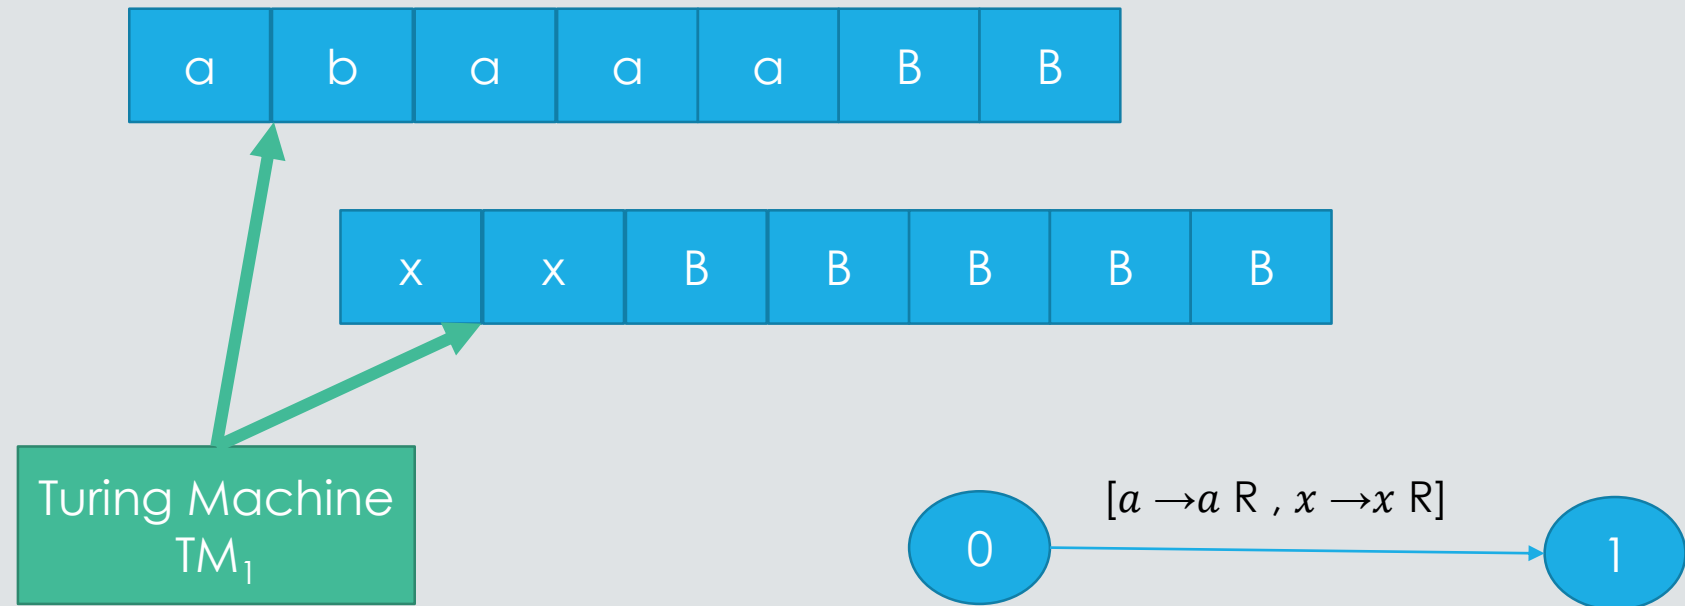 a b a a a B B
x x B B B B B
Turing Machine
TM₁
[𝑎 →𝑎 R , 𝑥 →𝑥 R]
0 1